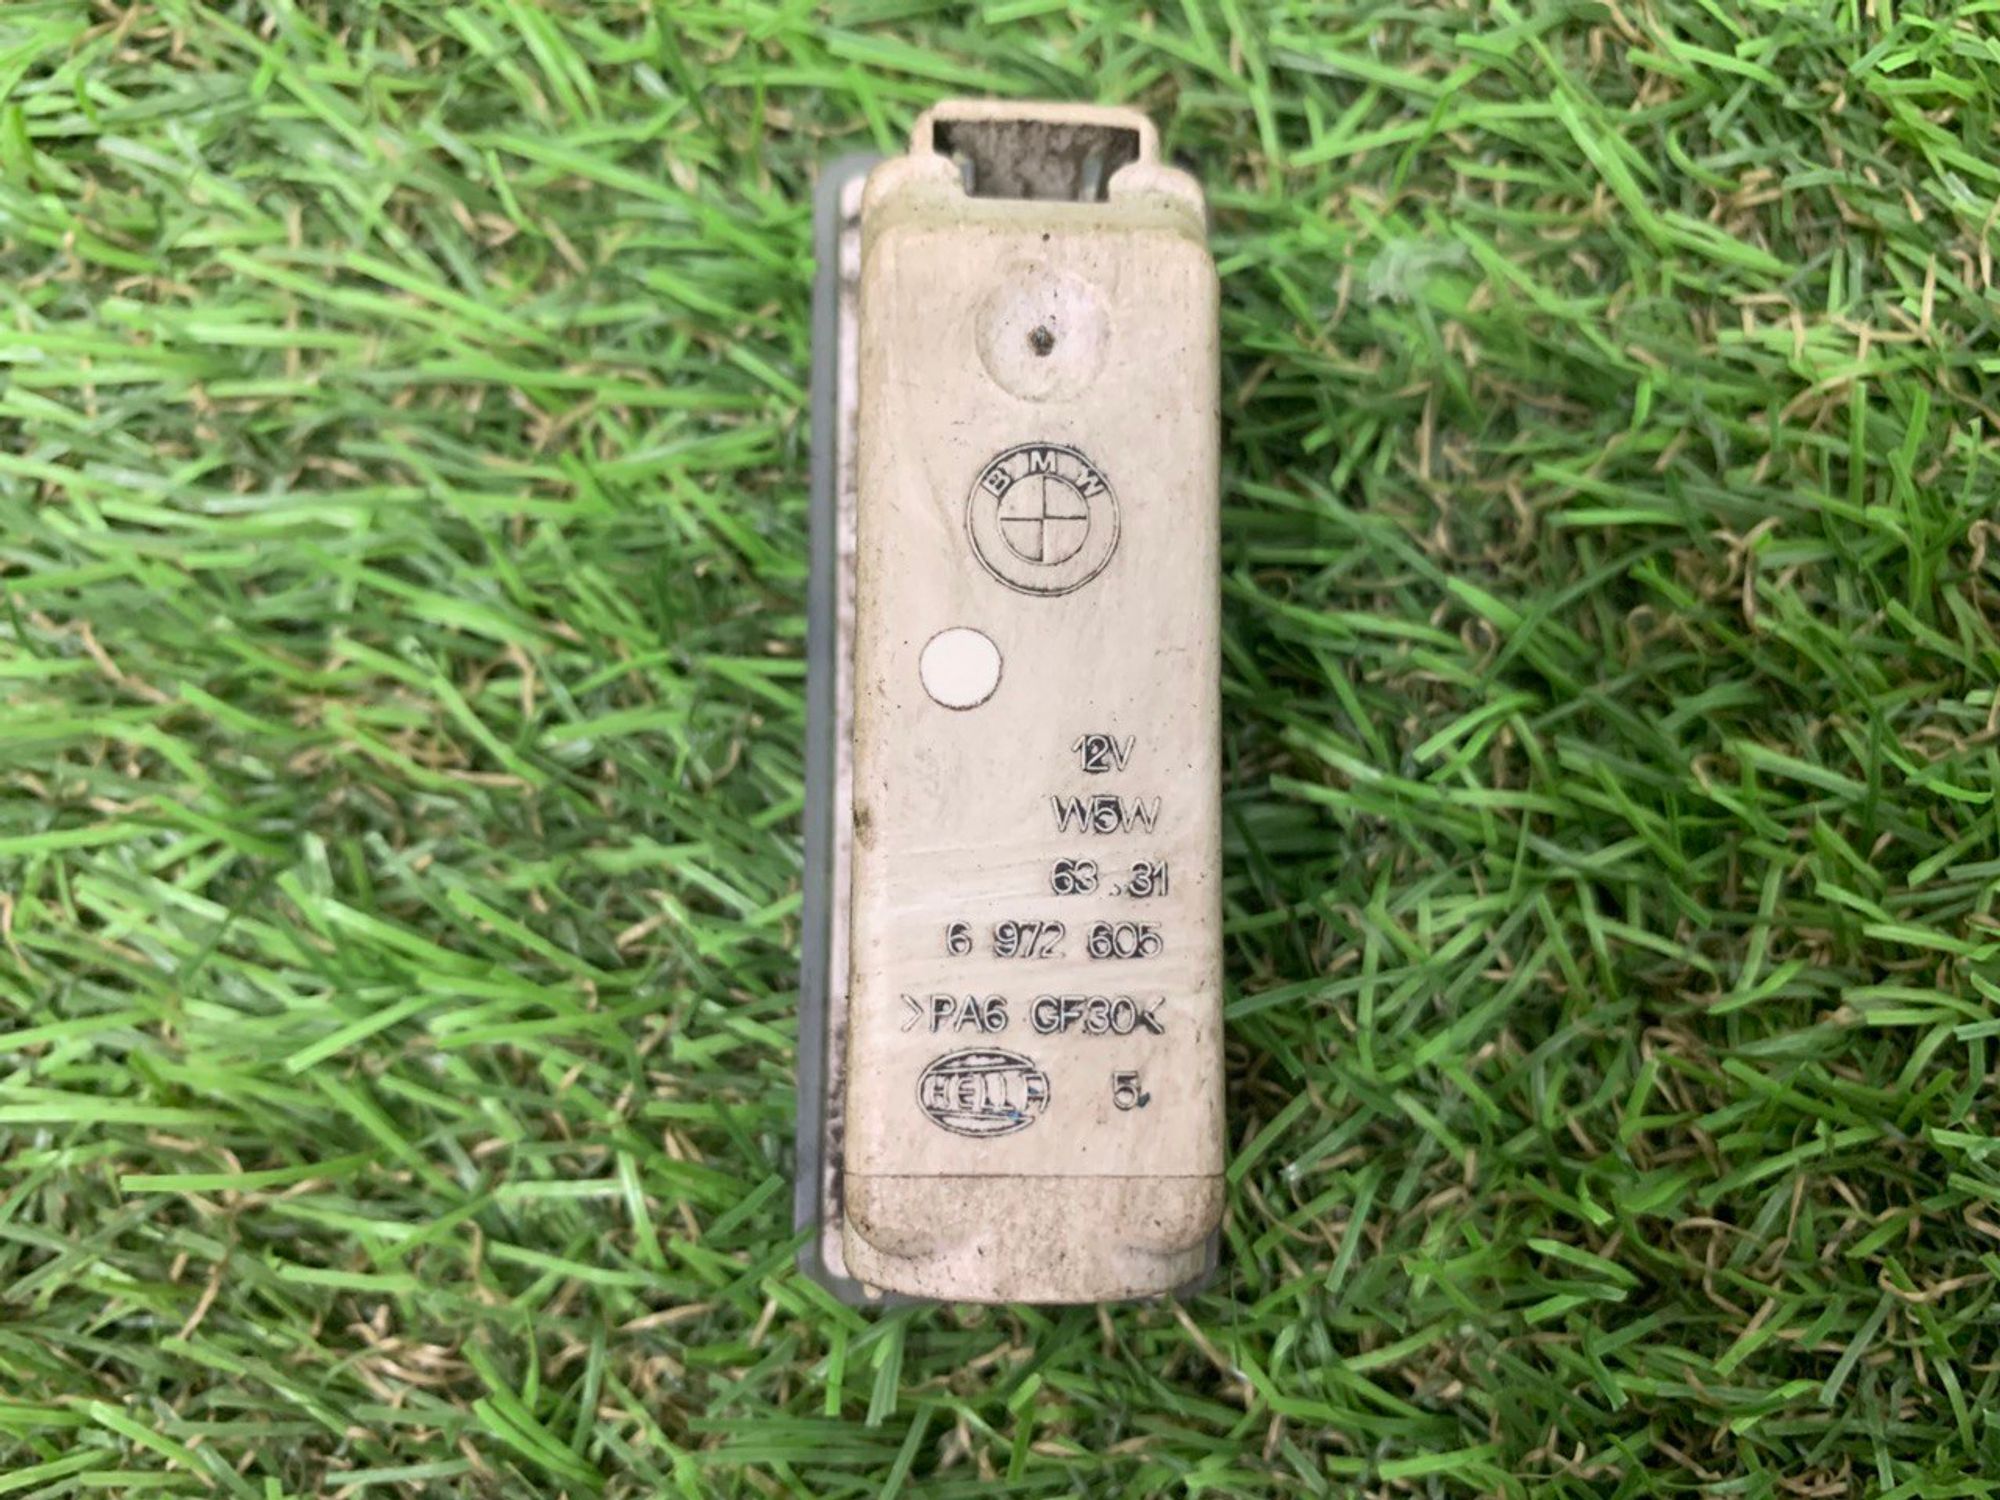 BMW
12V
W5W
63.31
6 972 605
>PA6 GF30<
HELLA 5